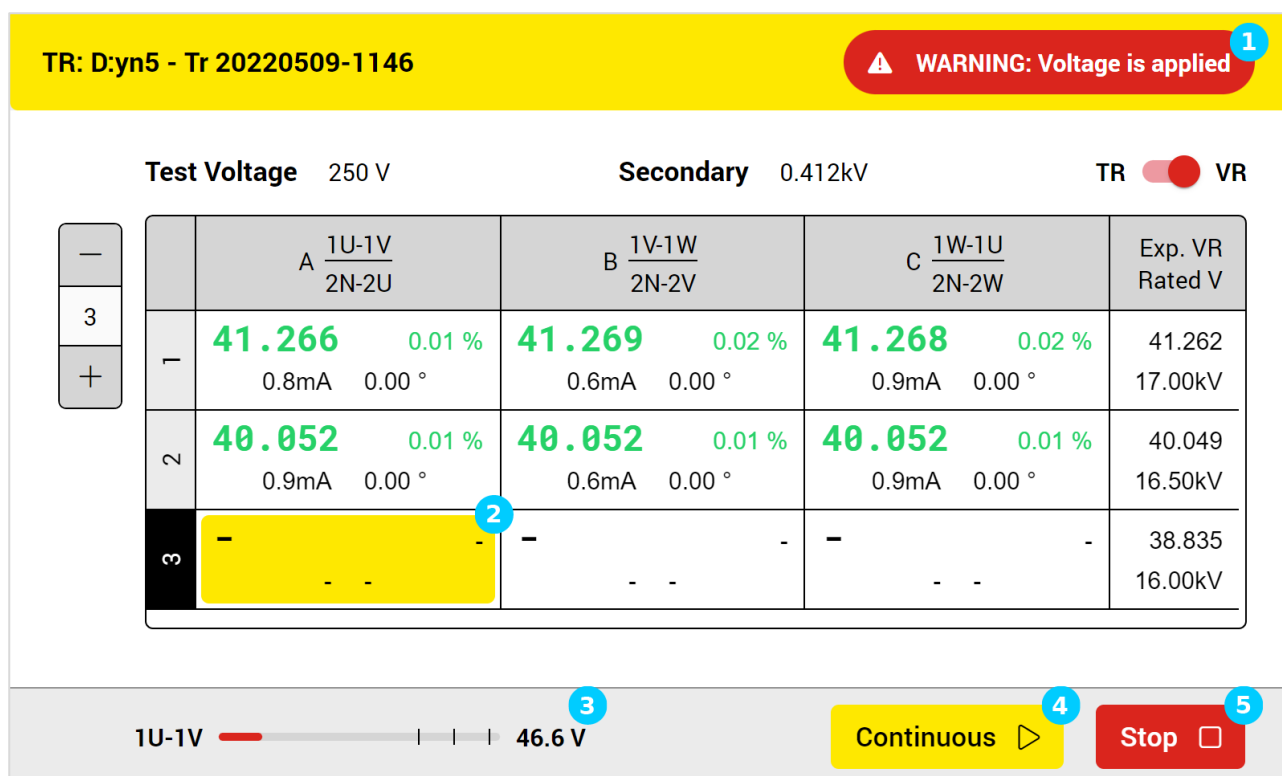 TR: D:yn5 - Tr 20220509-1146
WARNING: Voltage is applied
1
Test Voltage 250 V Secondary 0.412kV TR VR
−
3
+
A 1U-1V
2N-2U
B 1V-1W
2N-2V
C 1W-1U
2N-2W
Exp. VR
Rated V
1
41.266 0.01 % 41.269 0.02 % 41.268 0.02 % 41.262
0.8mA 0.00 ° 0.6mA 0.00 ° 0.9mA 0.00 ° 17.00kV
2
40.052 0.01 % 40.052 0.01 % 40.052 0.01 % 40.049
0.9mA 0.00 ° 0.6mA 0.00 ° 0.9mA 0.00 ° 16.50kV
2
3
- - - - - - 38.835
- - - - - - 16.00kV
1U-1V 46.6 V
3
Continuous
4
Stop
5